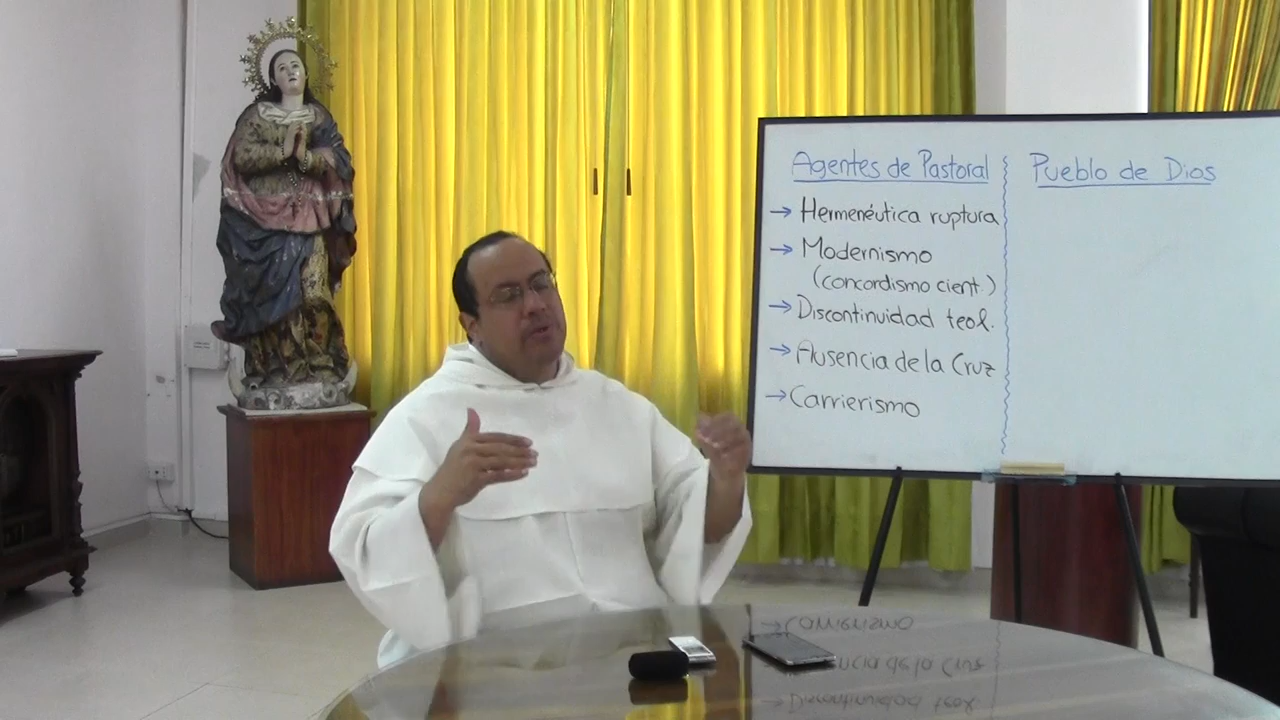 Agentes de Pastoral
→ Hermenéutica ruptura
→ Modernismo
(concordismo cient.)
→ Discontinuidad teol.
→ Ausencia de la Cruz
→ Carrierismo
Pueblo de Dios